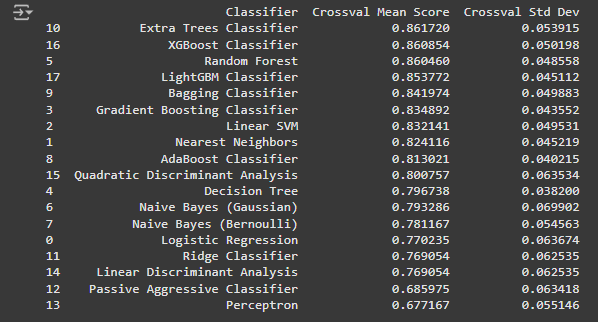 Classifier Crossval Mean Score Crossval Std Dev
10 Extra Trees Classifier 0.861720 0.053915
16 XGBoost Classifier 0.860854 0.050198
5 Random Forest 0.860460 0.048558
17 LightGBM Classifier 0.853772 0.045112
9 Bagging Classifier 0.841974 0.049883
3 Gradient Boosting Classifier 0.834892 0.043552
2 Linear SVM 0.832141 0.049531
1 Nearest Neighbors 0.824116 0.045219
8 AdaBoost Classifier 0.813021 0.040215
15 Quadratic Discriminant Analysis 0.800757 0.063534
4 Decision Tree 0.796738 0.038200
6 Naive Bayes (Gaussian) 0.793286 0.069902
7 Naive Bayes (Bernoulli) 0.781167 0.054563
0 Logistic Regression 0.770235 0.063674
11 Ridge Classifier 0.769054 0.062535
14 Linear Discriminant Analysis 0.769054 0.062535
12 Passive Aggressive Classifier 0.685975 0.063418
13 Perceptron 0.677167 0.055146